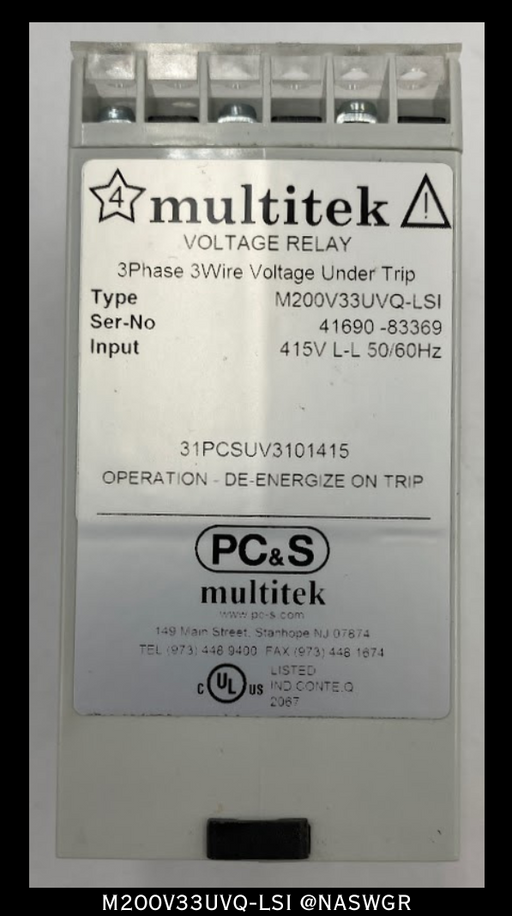 4 multitek !
VOLTAGE RELAY
3Phase 3Wire Voltage Under Trip
Type M200V33UVQ-LSI
Ser-No 41690 -83369
Input 415V L-L 50/60Hz
31PCSUV3101415
OPERATION - DE-ENERGIZE ON TRIP
PC&S
multitek
www.pc-s.com
149 Main Street, Stanhope NJ 07874
TEL (973) 448 9400 FAX (973) 448 1674
C UL US LISTED
IND.CONT.EQ
2067
M200V33UVQ-LSI @NASWGR